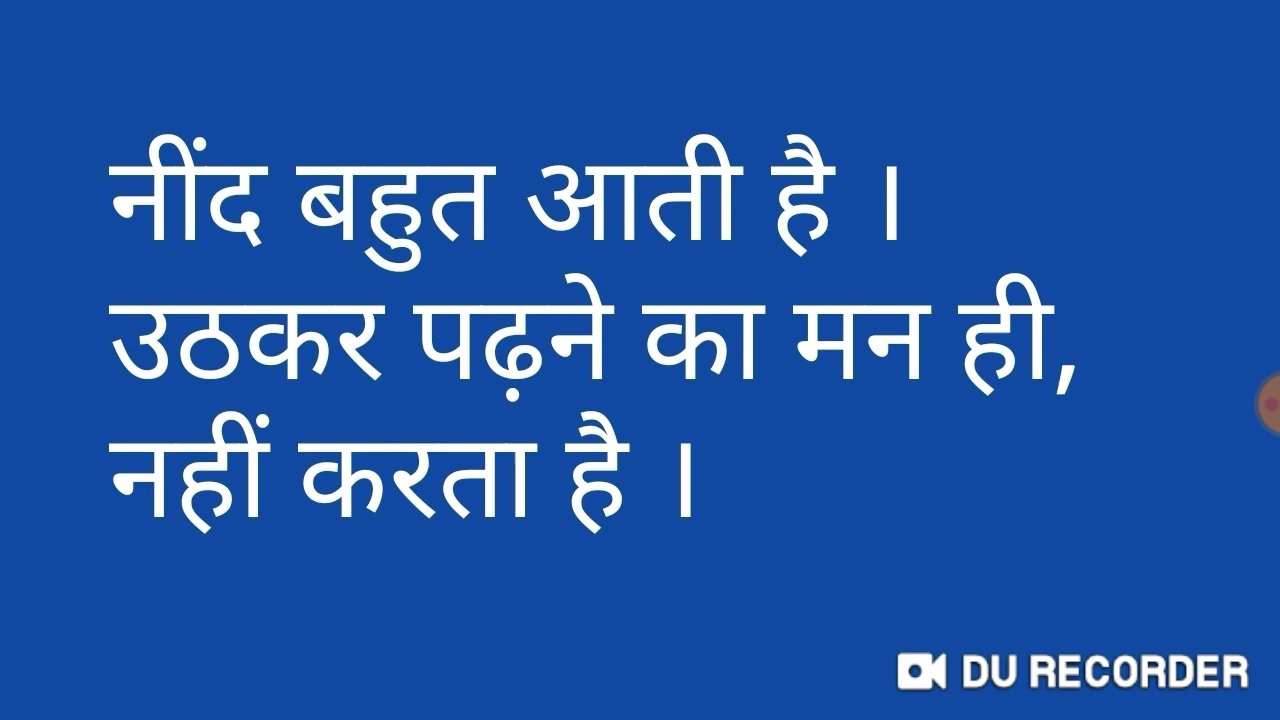 नींद बहुत आती है ।
उठकर पढ़ने का मन ही,
नहीं करता है ।
DU RECORDER